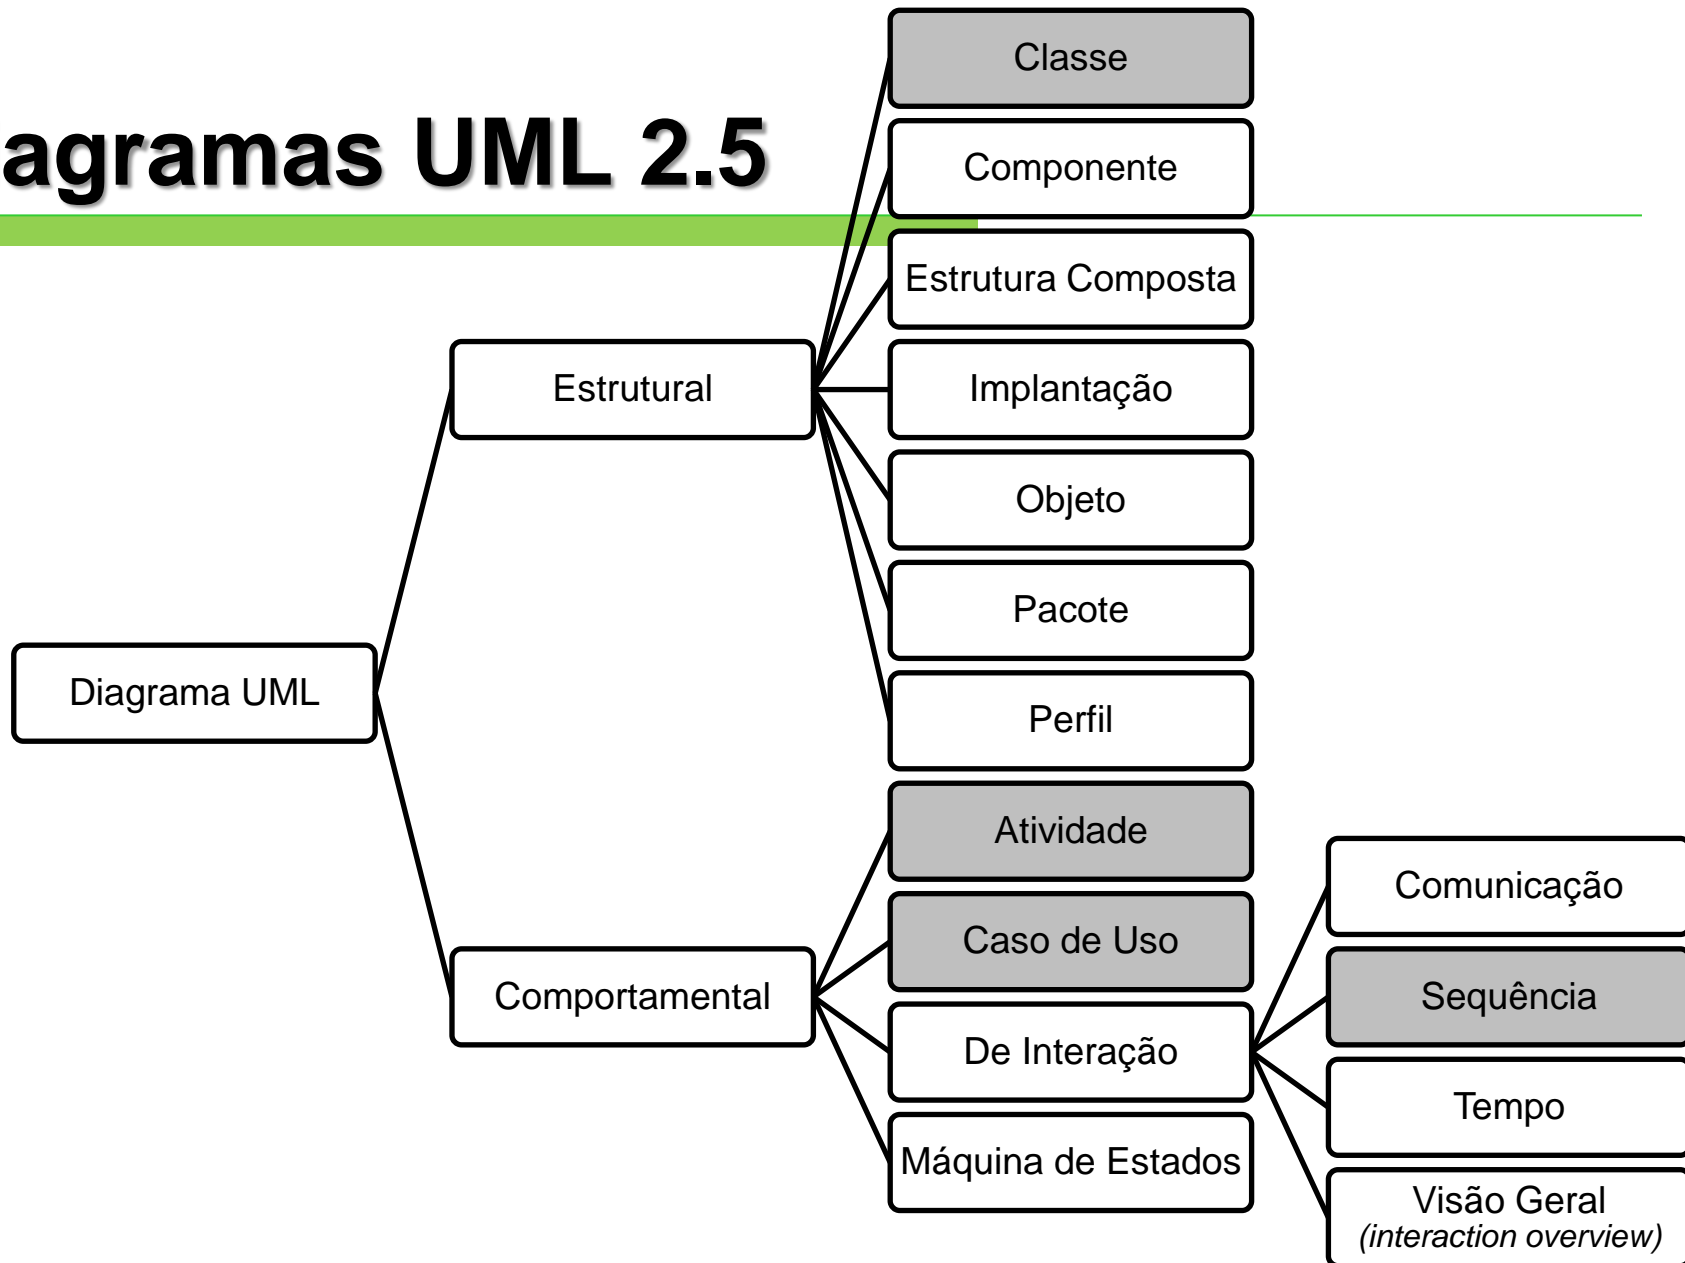 agramas UML 2.5
Diagrama UML
Estrutural
Classe
Componente
Estrutura Composta
Implantação
Objeto
Pacote
Perfil
Comportamental
Atividade
Caso de Uso
De Interação
Comunicação
Sequência
Tempo
Visão Geral
(interaction overview)
Máquina de Estados